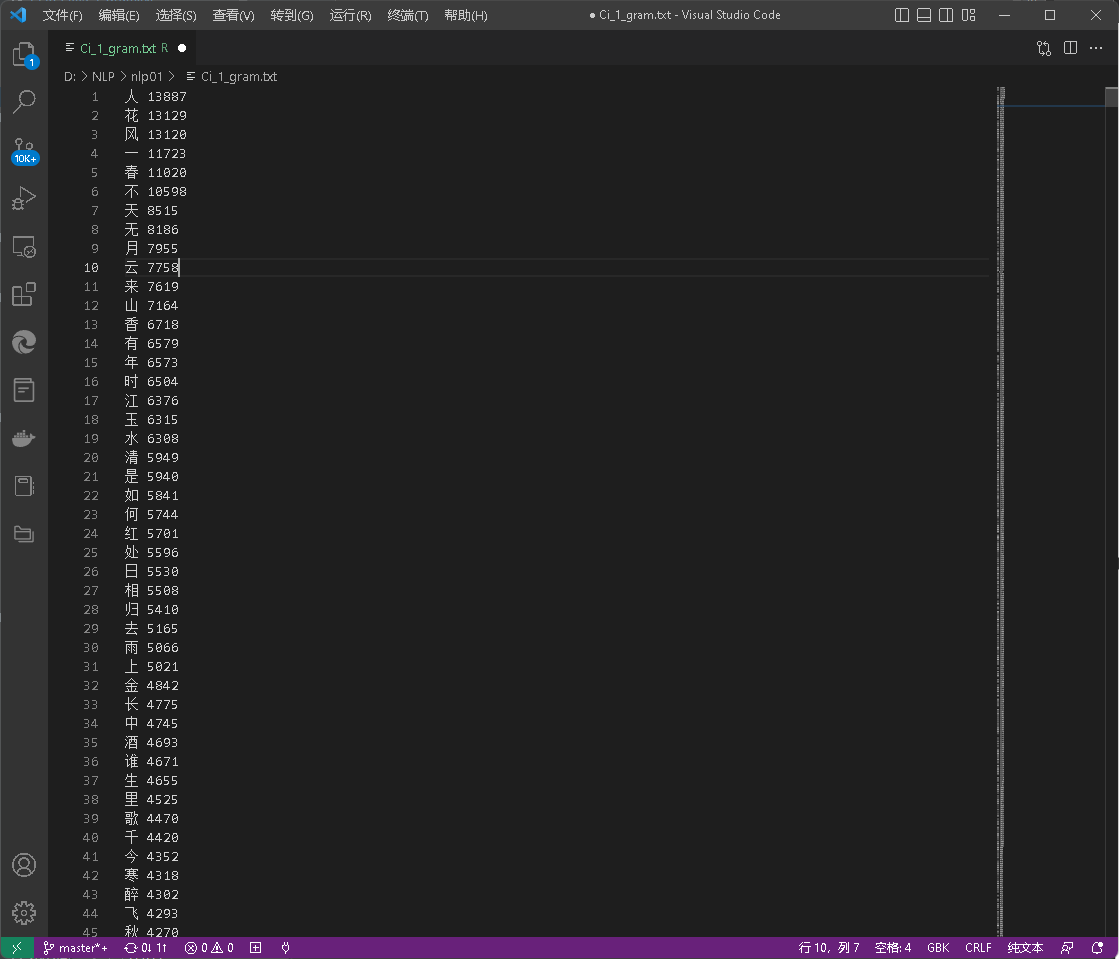 文件(F) 编辑(E) 选择(S) 查看(V) 转到(G) 运行(R) 终端(T) 帮助(H) ● Ci_1_gram.txt - Visual Studio Code
Ci_1_gram.txt R ●
D: > NLP > nlp01 > Ci_1_gram.txt
1
10K+
1 人 13887
2 花 13129
3 风 13120
4 一 11723
5 春 11020
6 不 10598
7 天 8515
8 无 8186
9 月 7955
10 云 7758
11 来 7619
12 山 7164
13 香 6718
14 有 6579
15 年 6573
16 时 6504
17 江 6376
18 玉 6315
19 水 6308
20 清 5949
21 是 5940
22 如 5841
23 何 5744
24 红 5701
25 处 5596
26 日 5530
27 相 5508
28 归 5410
29 去 5165
30 雨 5066
31 上 5021
32 金 4842
33 长 4775
34 中 4745
35 酒 4693
36 谁 4671
37 生 4655
38 里 4525
39 歌 4470
40 千 4420
41 今 4352
42 寒 4318
43 醉 4302
44 飞 4293
45 秋 4270
master*+ 0↓ 1↑ 0 0 行 10，列 7 空格: 4 GBK CRLF 纯文本